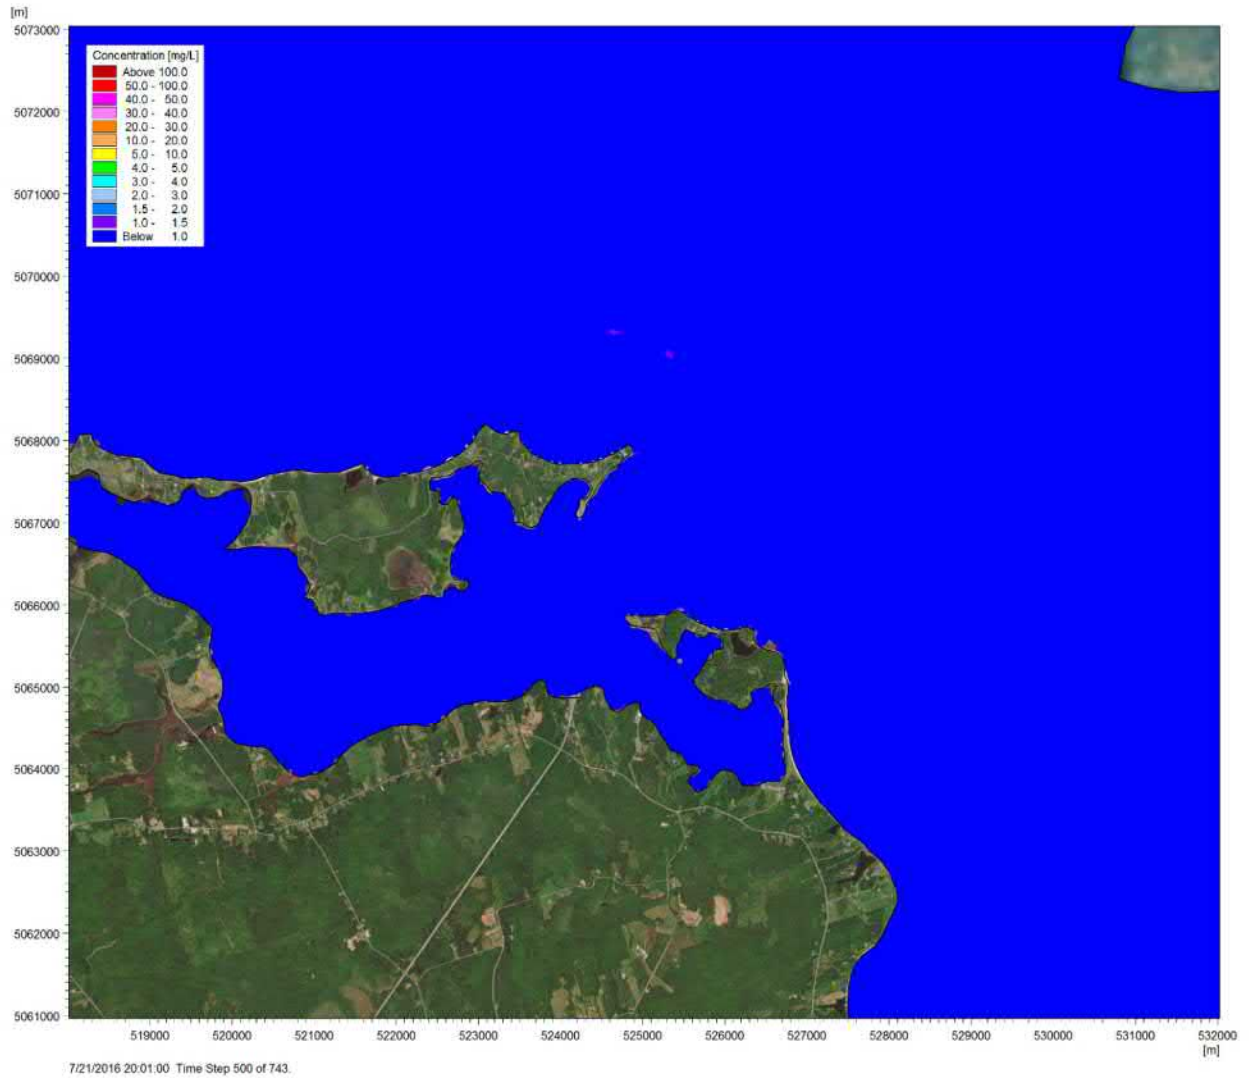 [m]
5073000
5072000
5071000
5070000
5069000
5068000
5067000
5066000
5065000
5064000
5063000
5062000
5061000
Concentration [mg/L]
Above 100.0
50.0 - 100.0
40.0 - 50.0
30.0 - 40.0
20.0 - 30.0
10.0 - 20.0
5.0 - 10.0
4.0 - 5.0
3.0 - 4.0
2.0 - 3.0
1.5 - 2.0
1.0 - 1.5
Below 1.0
519000 520000 521000 522000 523000 524000 525000 526000 527000 528000 529000 530000 531000 532000
[m]
7/21/2016 20:01:00 Time Step 500 of 743.